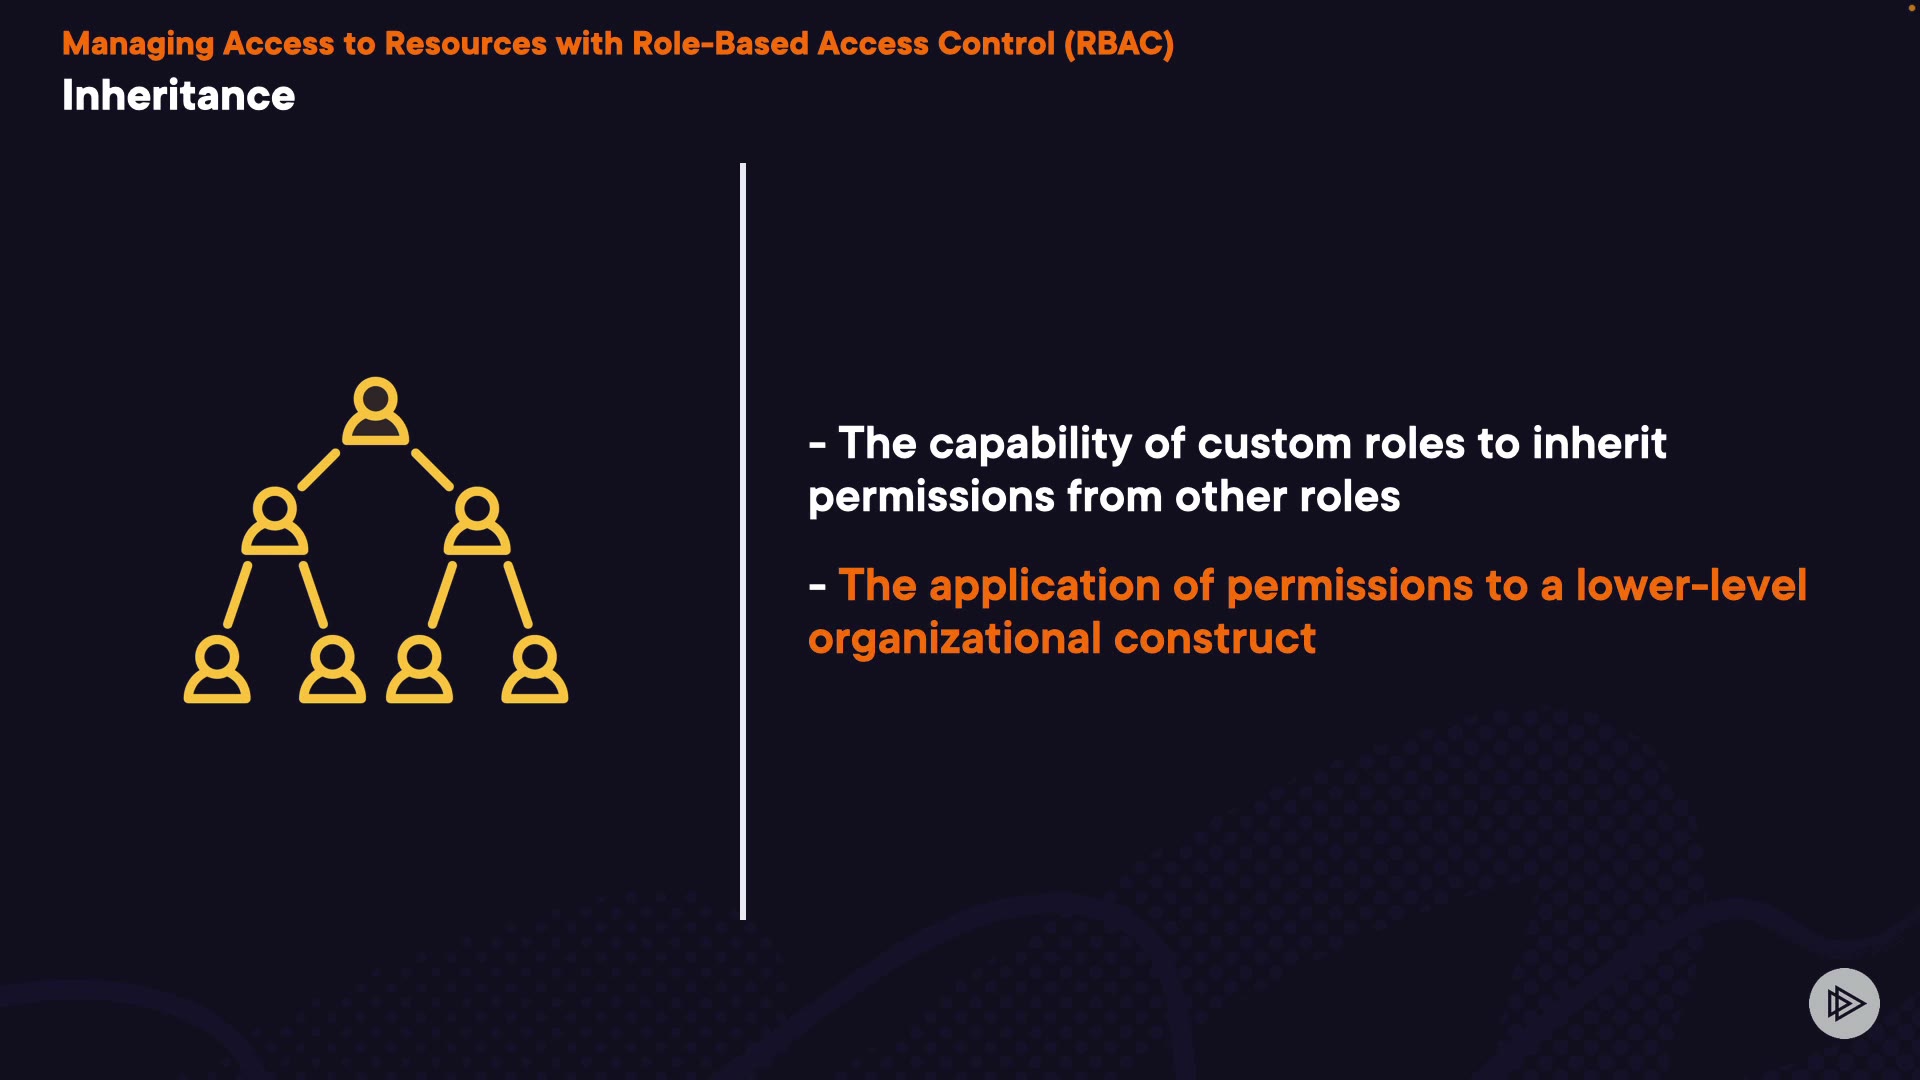 Managing Access to Resources with Role-Based Access Control (RBAC)
Inheritance
- The capability of custom roles to inherit
permissions from other roles
- The application of permissions to a lower-level
organizational construct